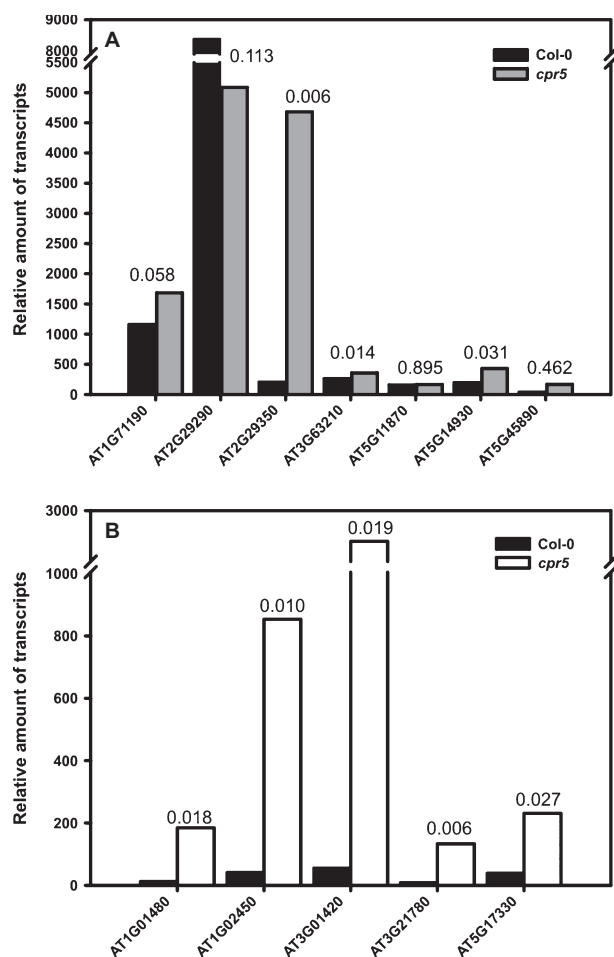 9000
A
8000
5500
5000
4500
4000
3500
3000
2500
2000
1500
1000
500
0
Relative amount of transcripts
Col-0
cpr5
0.058
0.113
0.006
0.014
0.895
0.031
0.462
AT1G71190
AT2G29290
AT2G29350
AT3G63210
AT5G11870
AT5G14930
AT5G45890
3000
B
1000
800
600
400
200
0
Relative amount of transcripts
Col-0
cpr5
0.018
0.010
0.019
0.006
0.027
AT1G01480
AT1G02450
AT3G01420
AT3G21780
AT5G17330